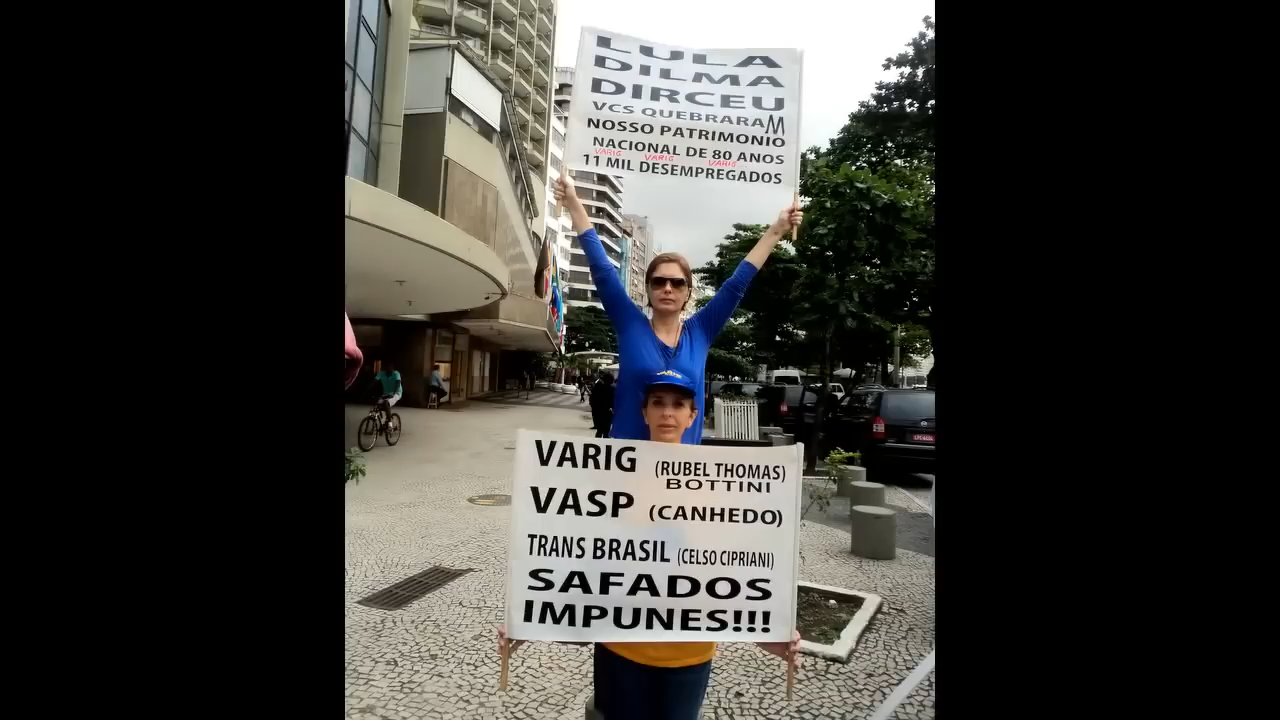 LULA
DILMA
DIRCEU
VCS QUEBRARAM
NOSSO PATRIMONIO
NACIONAL DE 80 ANOS
VARIG VARIG VARIG
11 MIL DESEMPREGADOS
VARIG (RUBEL THOMAS)
BOTTINI
VASP (CANHEDO)
TRANS BRASIL (CELSO CIPRIANI)
SAFADOS
IMPUNES!!!